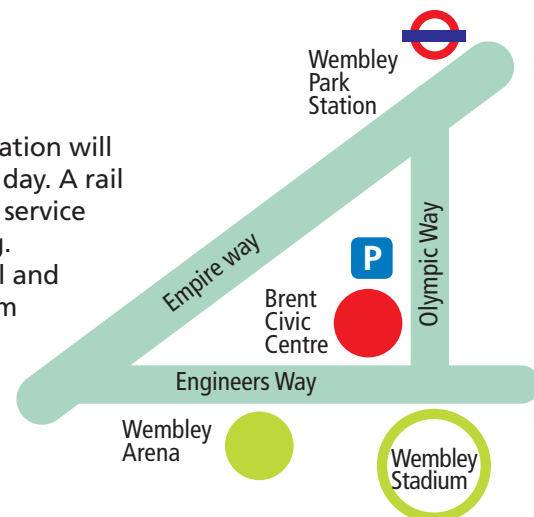 Wembley
Park
Station
ation will
day. A rail
service
g.
l and
m
Empire way
Olympic Way
P
Brent
Civic
Centre
Engineers Way
Wembley
Arena
Wembley
Stadium